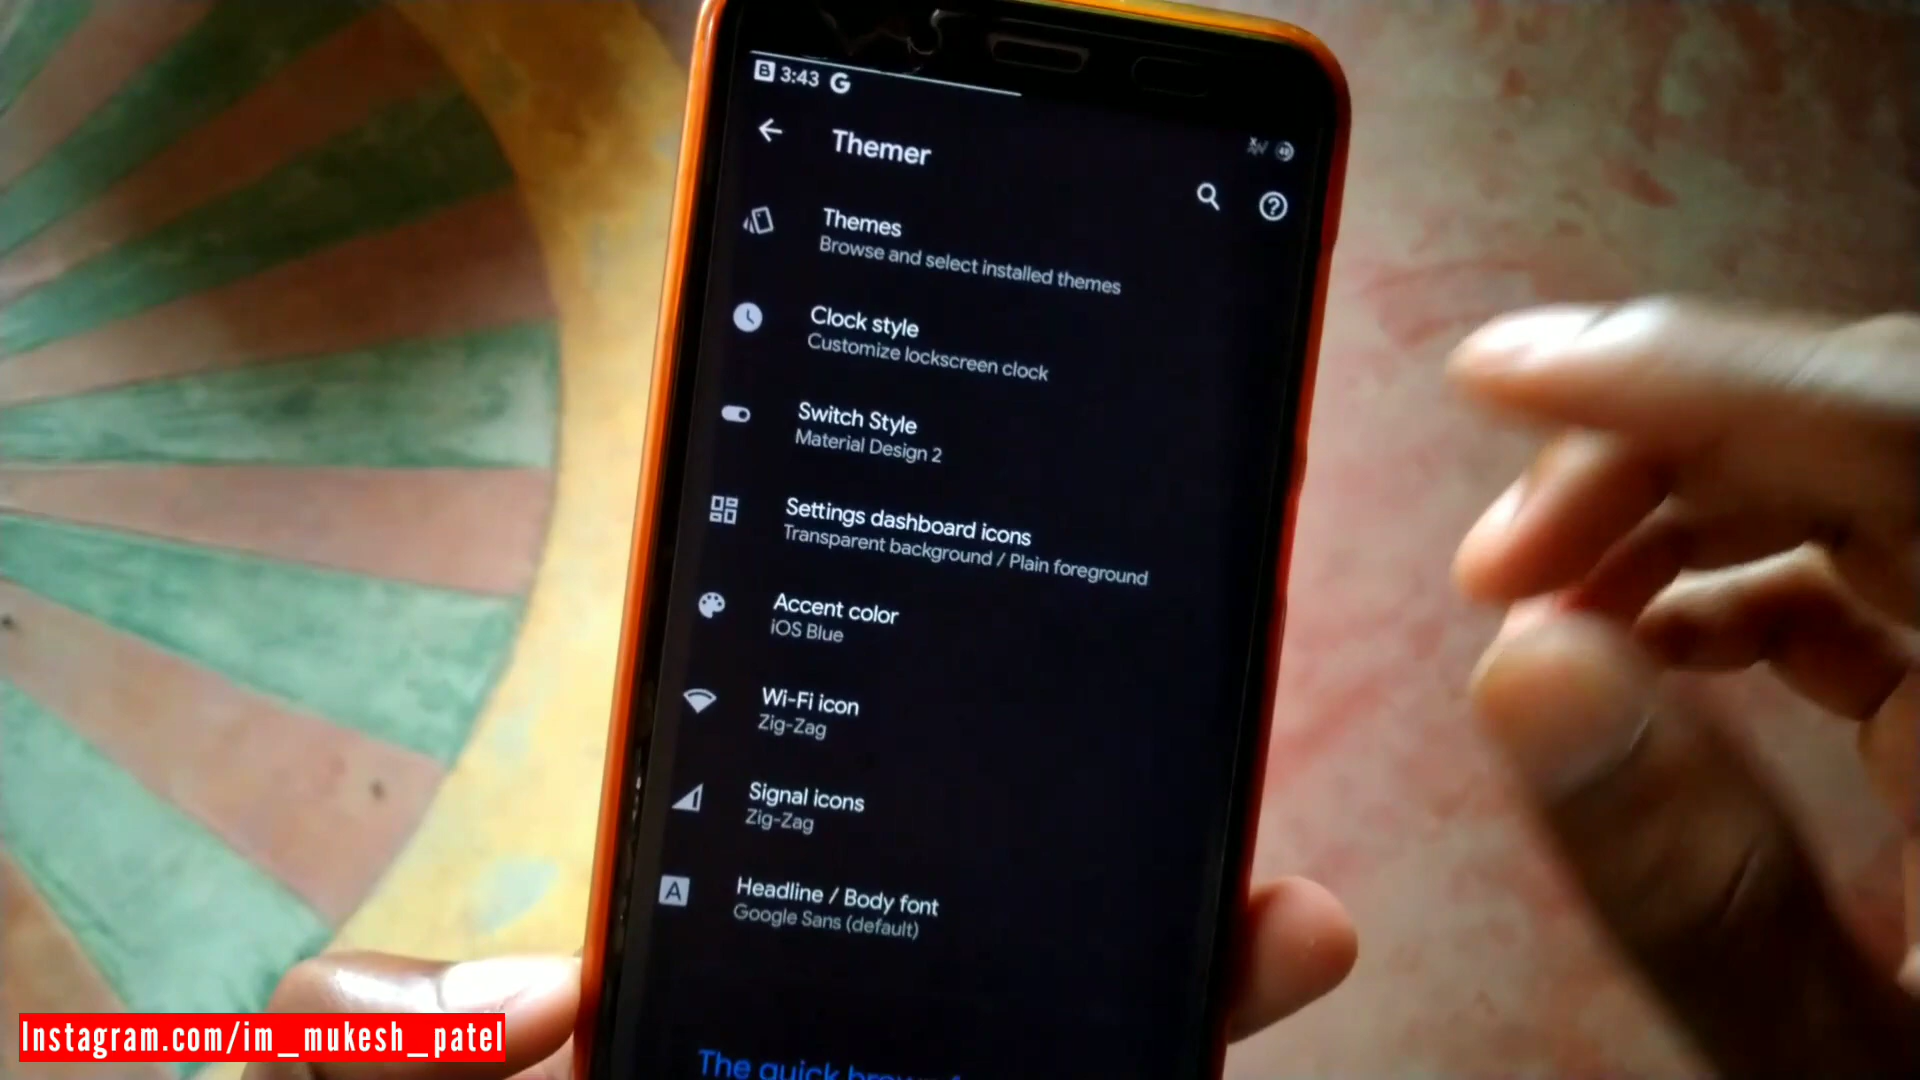 B 3:43 G
Themer
Themes
Browse and select installed themes
Clock style
Customize lockscreen clock
Switch Style
Material Design 2
Settings dashboard icons
Transparent background / Plain foreground
Accent color
iOS Blue
Wi-Fi icon
Zig-Zag
Signal icons
Zig-Zag
A
Headline / Body font
Google Sans (default)
The quick
Instagram.com/im_mukesh_patel